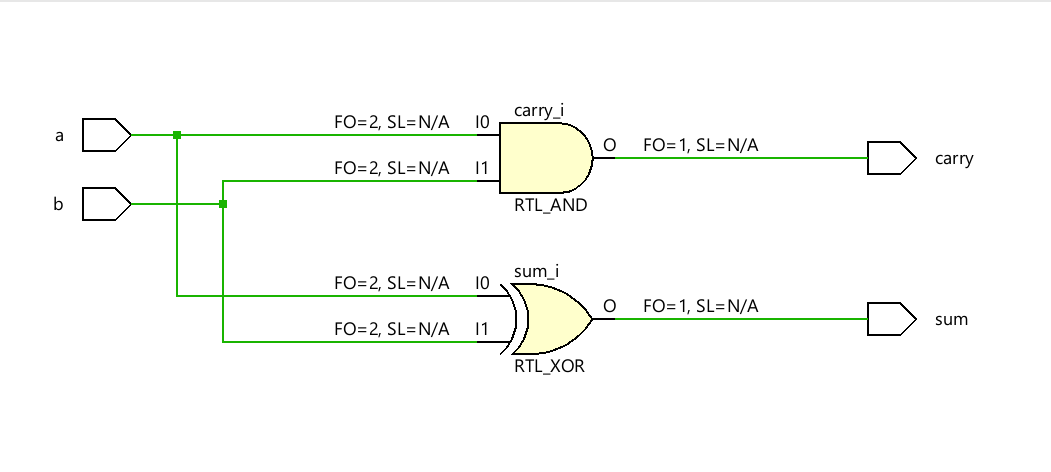 carry_i
a
FO=2, SL=N/A I0
O FO=1, SL=N/A
carry
FO=2, SL=N/A I1
b
RTL_AND
sum_i
FO=2, SL=N/A I0
O FO=1, SL=N/A
sum
FO=2, SL=N/A I1
RTL_XOR